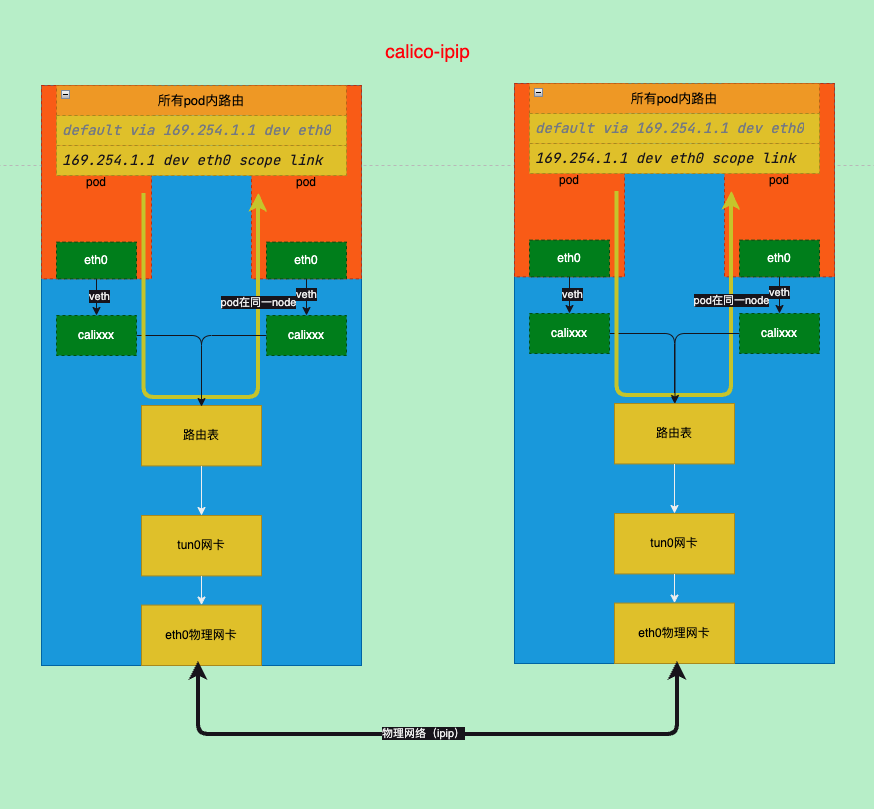 calico-ipip
所有pod内路由
default via 169.254.1.1 dev eth0
169.254.1.1 dev eth0 scope link
pod
pod
eth0
eth0
veth
veth
pod在同一node
calixxx
calixxx
路由表
tun0网卡
eth0物理网卡
所有pod内路由
default via 169.254.1.1 dev eth0
169.254.1.1 dev eth0 scope link
pod
pod
eth0
eth0
veth
veth
pod在同一node
calixxx
calixxx
路由表
tun0网卡
eth0物理网卡
物理网络（ipip）